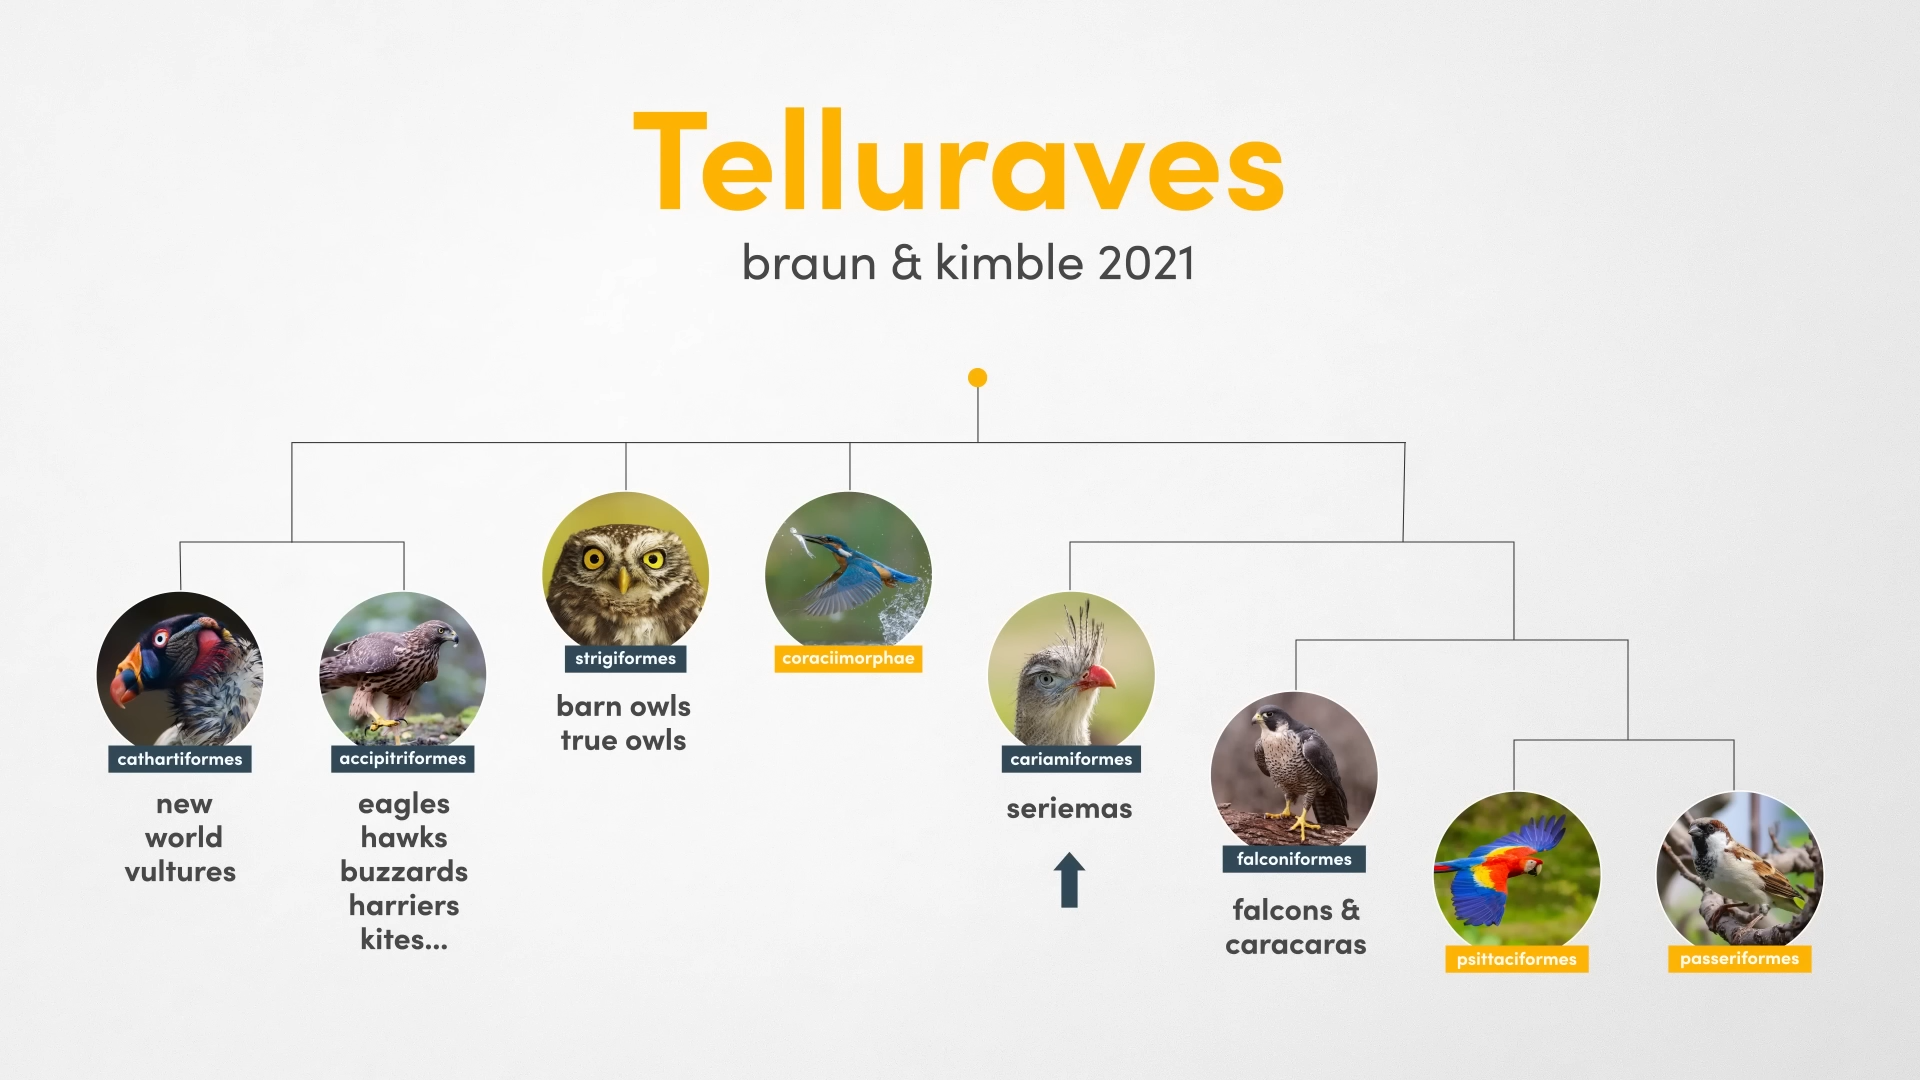 Telluraves
braun & kimble 2021
strigiformes
barn owls
true owls
coraciimorphae
cathartiformes
new
world
vultures
accipitriformes
eagles
hawks
buzzards
harriers
kites...
cariamiformes
seriemas
falconiformes
falcons &
caracaras
psittaciformes
passeriformes